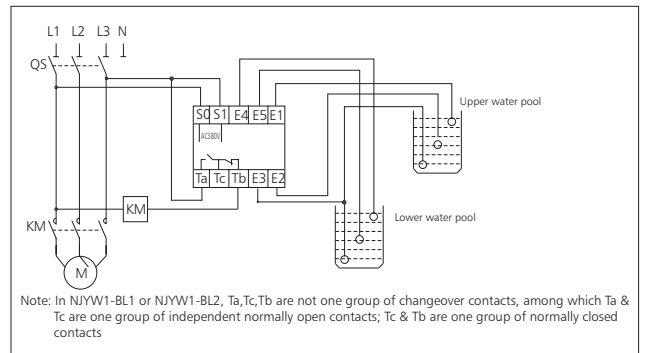 L1 L2 L3 N
QS
S0 S1 E4 E5 E1
AC380V
Upper water pool
Ta Tc Tb E3 E2
KM
Lower water pool
KM
M
Note: In NJYW1-BL1 or NJYW1-BL2, Ta,Tc,Tb are not one group of changeover contacts, among which Ta &
Tc are one group of independent normally open contacts; Tc & Tb are one group of normally closed
contacts